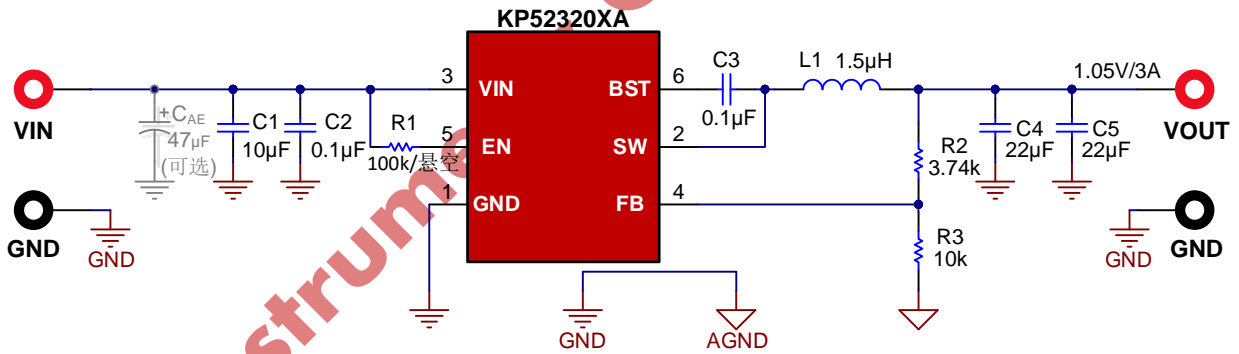 KP52320XA
VIN
GND
GND
+CAE
47μF
(可选)
C1
10μF
C2
0.1μF
R1
100k/悬空
3
5
1
VIN
EN
GND
BST
SW
FB
6
2
4
C3
0.1μF
L1
1.5μH
R2
3.74k
R3
10k
C4
22μF
C5
22μF
1.05V/3A
VOUT
GND
GND
GND
AGND